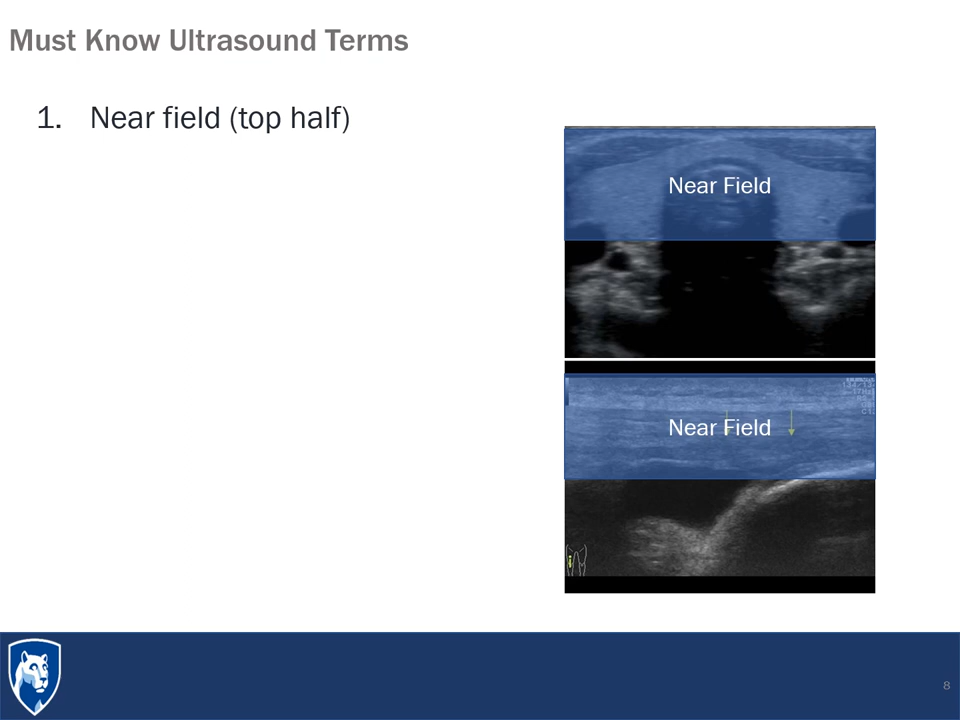 Must Know Ultrasound Terms
1. Near field (top half)
Near Field
Near Field
8